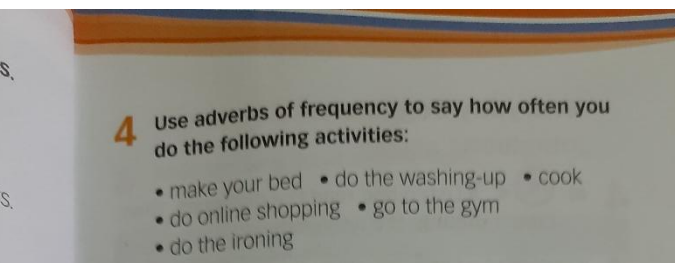 s.
4 Use adverbs of frequency to say how often you
do the following activities:
• make your bed • do the washing-up • cook
s.
• do online shopping • go to the gym
• do the ironing